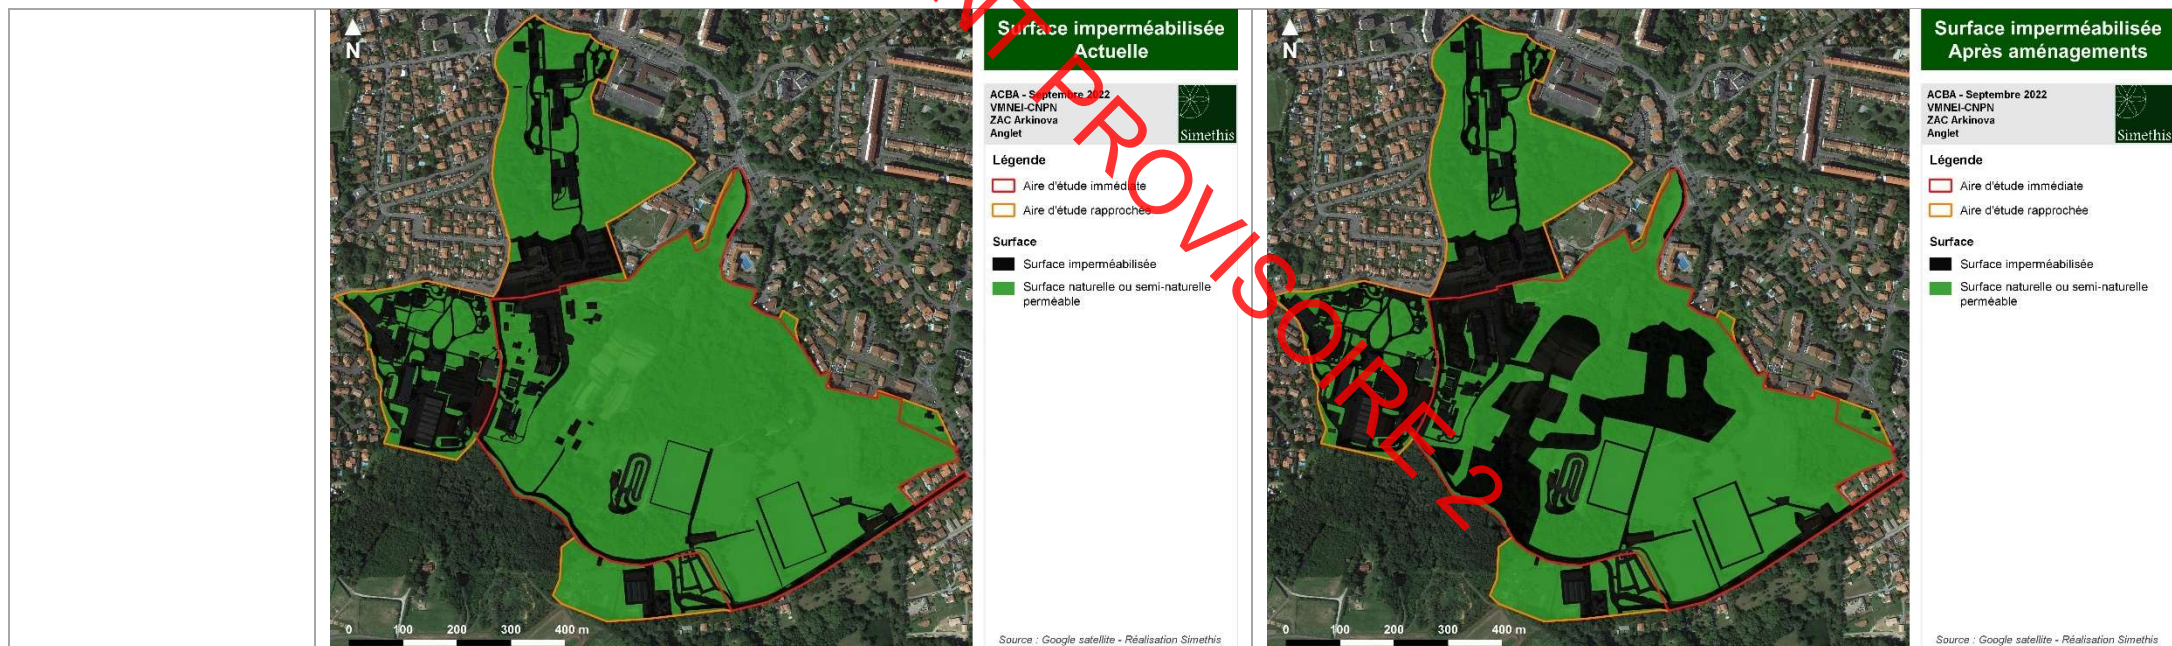 N
0 100 200 300 400 m
Surface imperméabilisée
Actuelle
ACBA - Septembre 2022
VMNEI-CNPN
ZAC Arkinova
Anglet
Simethis
Légende
Aire d'étude immédiate
Aire d'étude rapprochée
Surface
Surface imperméabilisée
Surface naturelle ou semi-naturelle
perméable
Source : Google satellite - Réalisation Simethis
N
0 100 200 300 400 m
Surface imperméabilisée
Après aménagements
ACBA - Septembre 2022
VMNEI-CNPN
ZAC Arkinova
Anglet
Simethis
Légende
Aire d'étude immédiate
Aire d'étude rapprochée
Surface
Surface imperméabilisée
Surface naturelle ou semi-naturelle
perméable
Source : Google satellite - Réalisation Simethis
NT PROVISOIRE 2